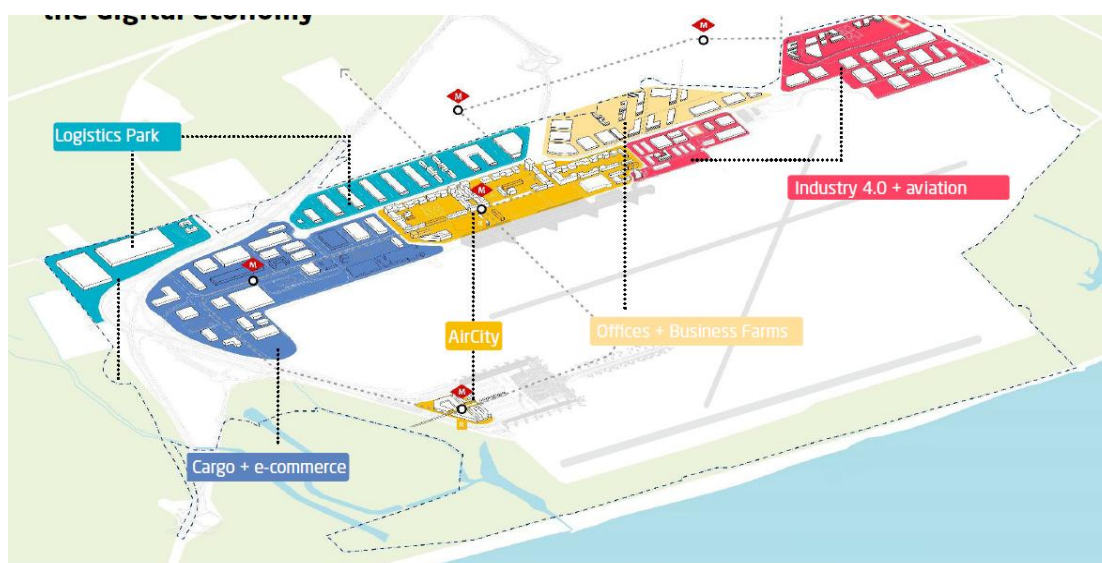 the digital economy
M
M
Logistics Park
Industry 4.0 + aviation
M
M
AirCity
Offices + Business Farms
M
Cargo + e-commerce